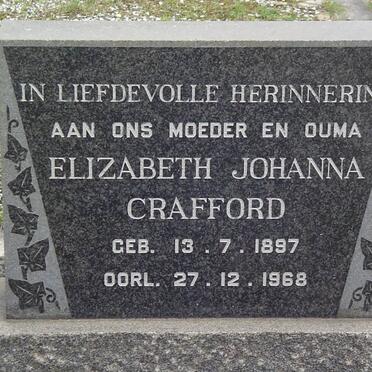 IN LIEFDEVOLLE HERINNERIN
AAN ONS MOEDER EN OUMA
ELIZABETH JOHANNA
CRAFFORD
GEB. 13.7.1897
OORL. 27.12.1968